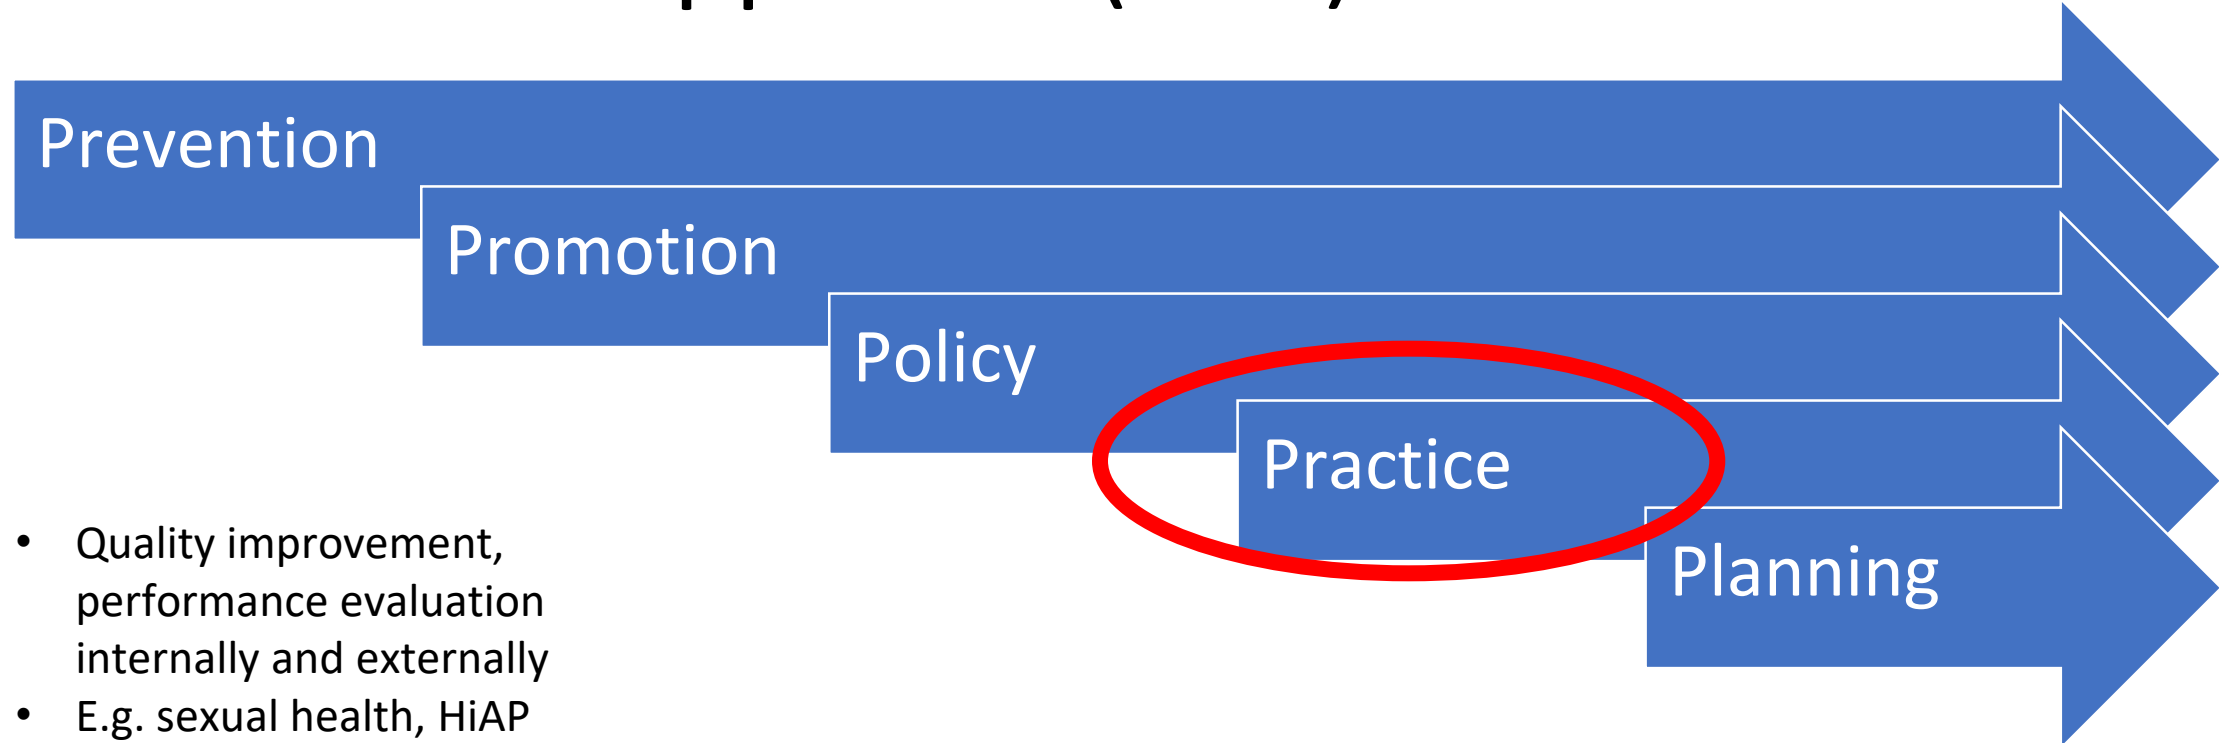 Prevention
Promotion
Policy
Practice
Planning
• Quality improvement,
performance evaluation
internally and externally
• E.g. sexual health, HiAP